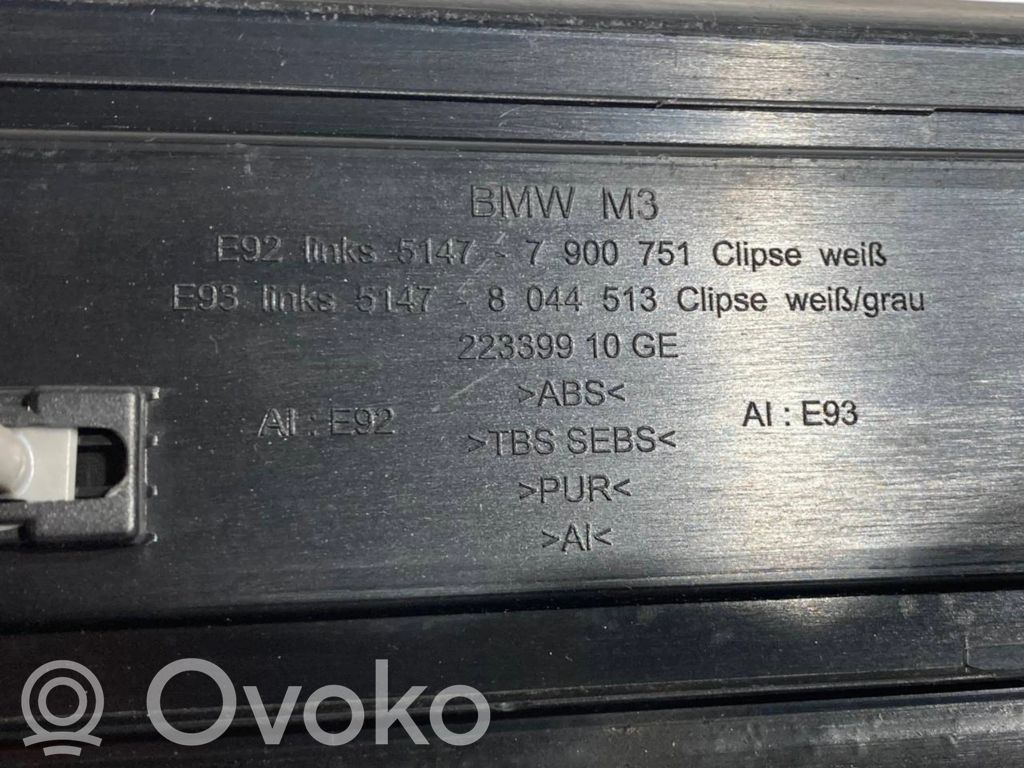 BMW M3
E92 links 5147 - 7 900 751 Clipse weiß
E93 links 5147 - 8 044 513 Clipse weiß/grau
223399 10 GE
>ABS<
AI : E92
AI : E93
>TBS SEBS<
>PUR<
>AI<
Ovoko